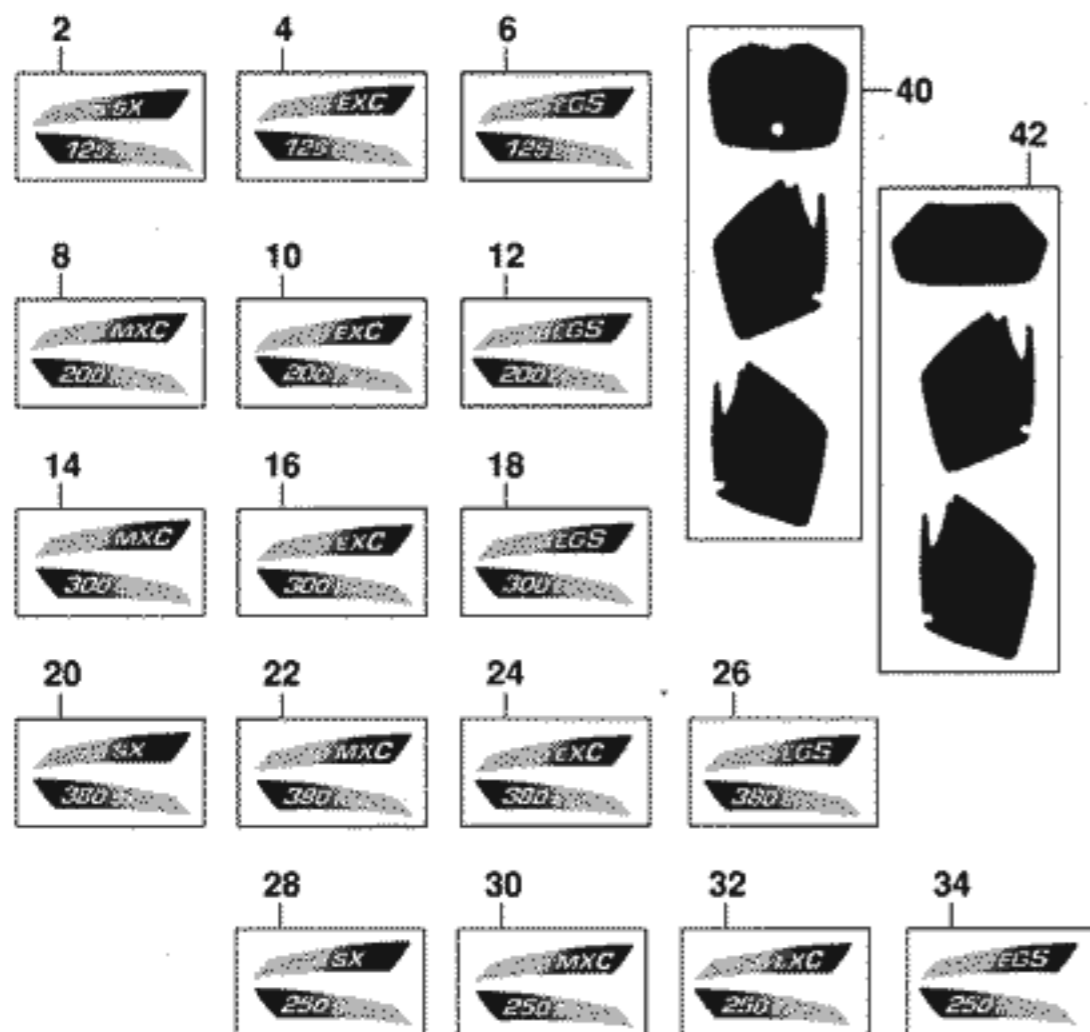 2 4 6
40
SX EXC EGS
125 125 125
42
8 10 12
MXC EXC EGS
200 200 200
14 16 18
MXC EXC EGS
300 300 300
20 22 24 26
SX MXC EXC EGS
380 380 380 380
28 30 32 34
SX MXC EXC EGS
250 250 250 250